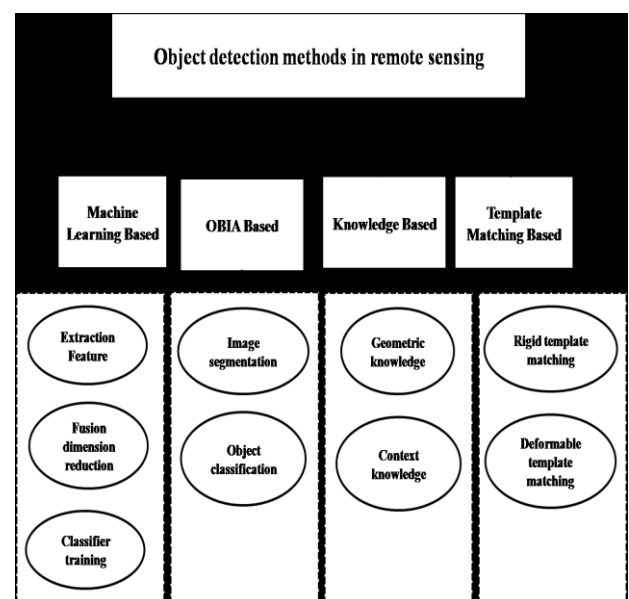 Object detection methods in remote sensing
Machine
Learning Based
OBIA Based
Knowledge Based
Template
Matching Based
Extraction
Feature
Fusion
dimension
reduction
Classifier
training
Image
segmentation
Object
classification
Geometric
knowledge
Context
knowledge
Rigid template
matching
Deformable
template
matching